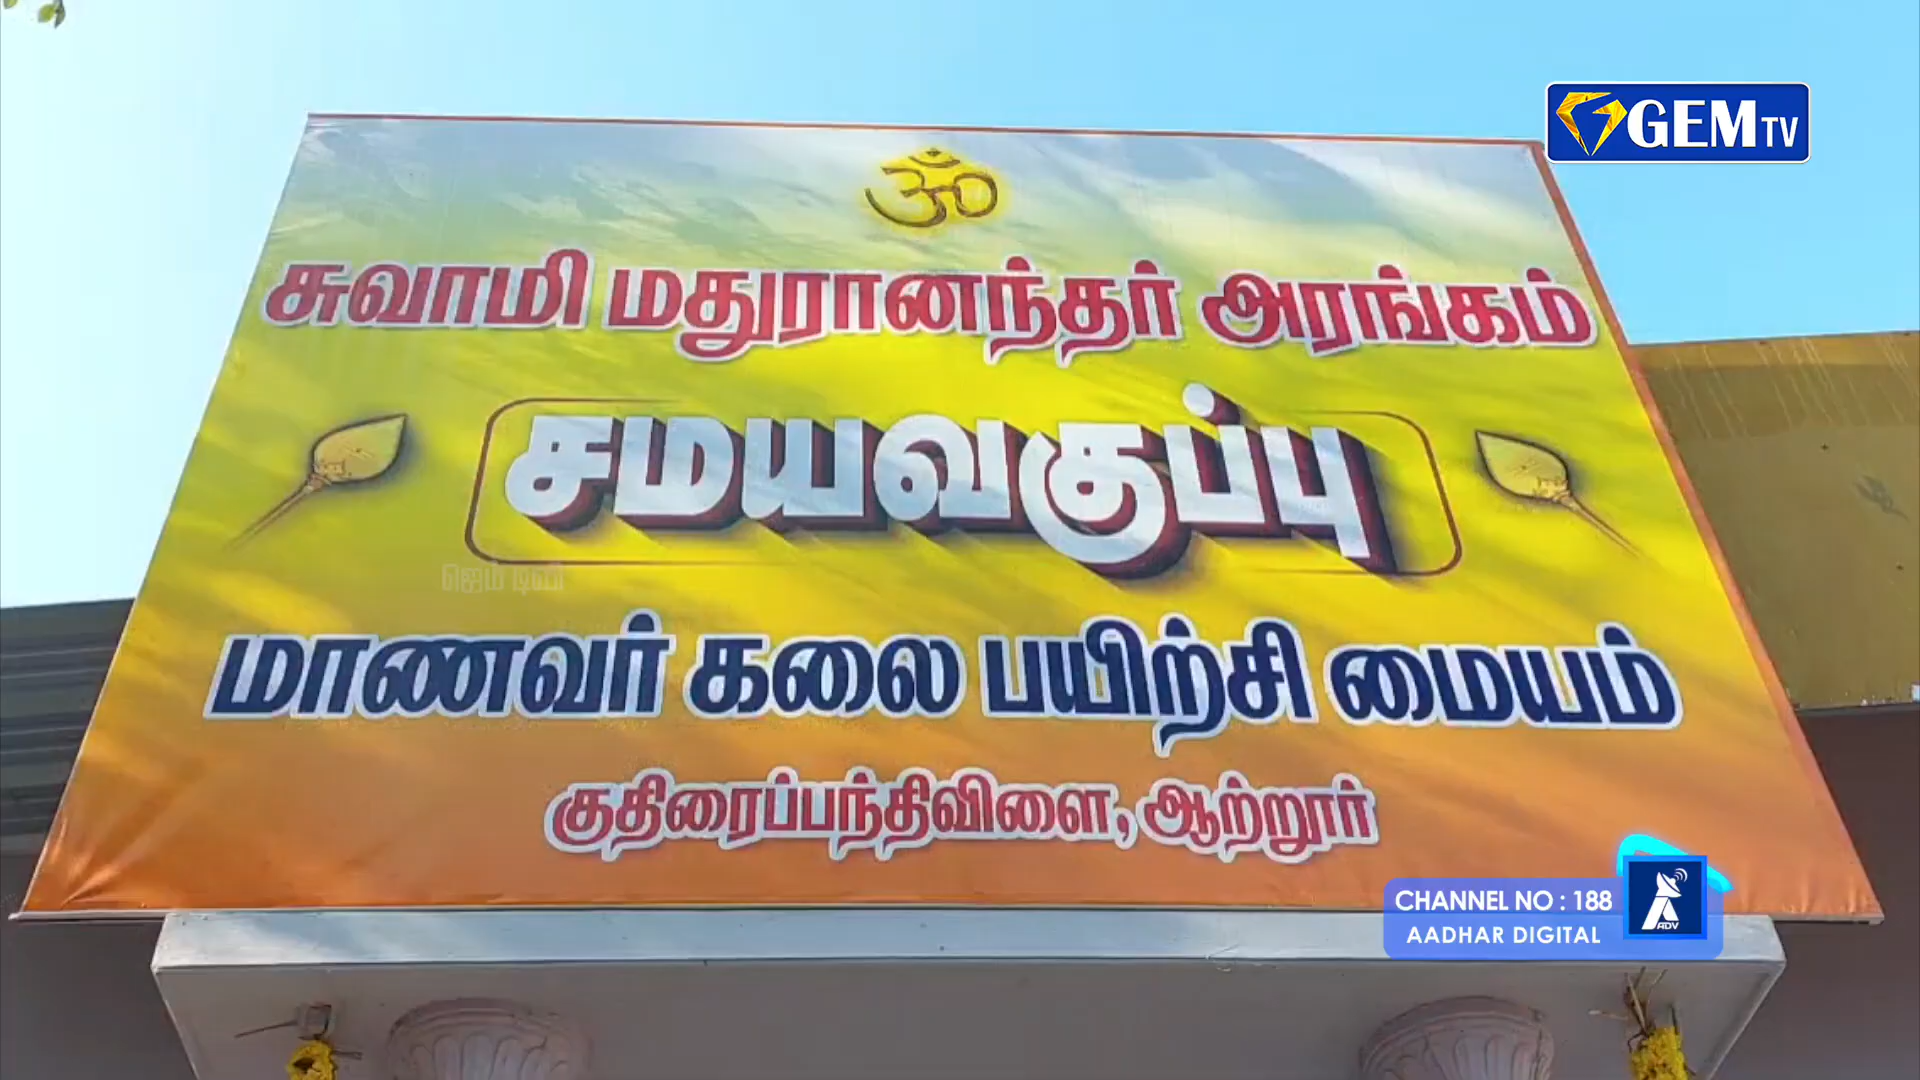 GEM TV
ॐ
சுவாமி மதுரானந்தர் அரங்கம்
சமயவகுப்பு
ஜெம் டிவி
மாணவர் கலை பயிற்சி மையம்
குதிரைப்பந்திவிளை, ஆற்றூர்
CHANNEL NO : 188
AADHAR DIGITAL
ADV